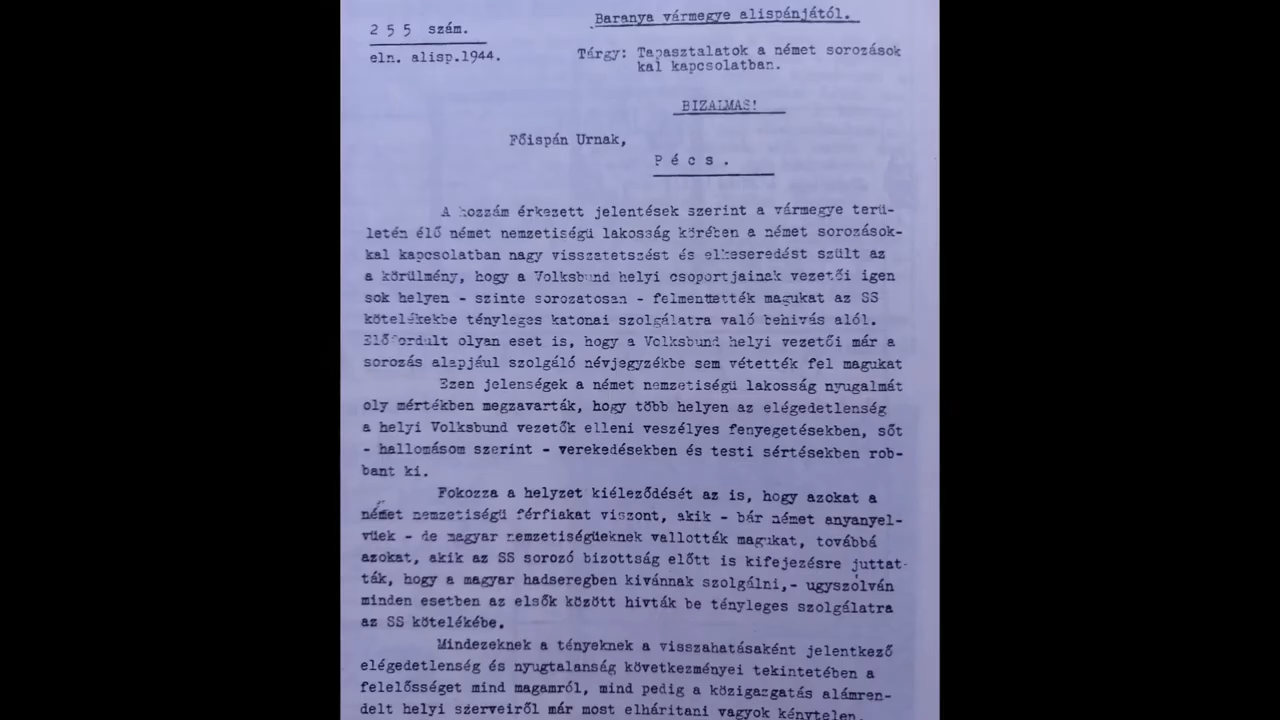 2 5 5 szám.
eln. alisp.1944.
Baranya vármegye alispánjától.
Tárgy: Tapasztalatok a német sorozások
kal kapcsolatban.
BIZALMAS!
Főispán Urnak,
P é c s .
A hozzám érkezett jelentések szerint a vármegye terü-
letén élő német nemzetiségü lakosság körében a német sorozások-
kal kapcsolatban nagy visszatetszést és elkeseredést szült az
a körülmény, hogy a Volksbund helyi csoportjainak vezetői igen
sok helyen - szinte sorozatosan - felmentették magukat az SS
kötelékekbe tényleges katonai szolgálatra való behivás alól.
Előfordult olyan eset is, hogy a Volksbund helyi vezetői már a
sorozás alapjául szolgáló névjegyzékbe sem vétették fel magukat
Ezen jelenségek a német nemzetiségü lakosság nyugalmát
oly mértékben megzavarták, hogy több helyen az elégedetlenség
a helyi Volksbund vezetők elleni veszélyes fenyegetésekben, sőt
- hallomásom szerint - verekedésekben és testi sértésekben rob-
bant ki.
Fokozza a helyzet kiéleződését az is, hogy azokat a
német nemzetiségü férfiakat viszont, akik - bár német anyanyel-
vüek - de magyar nemzetiségüeknek vallották magukat, továbbá
azokat, akik az SS sorozó bizottság előtt is kifejezésre juttat-
ták, hogy a magyar hadseregben kivánnak szolgálni,- ugyszólván
minden esetben az elsők között hivták be tényleges szolgálatra
az SS kötelékébe.
Mindezeknek a tényeknek a visszahatásaként jelentkező
elégedetlenség és nyugtalanság következményei tekintetében a
felelősséget mind magamról, mind pedig a közigazgatás alámren-
delt helyi szerveiről már most elháritani vagyok kénytelen.